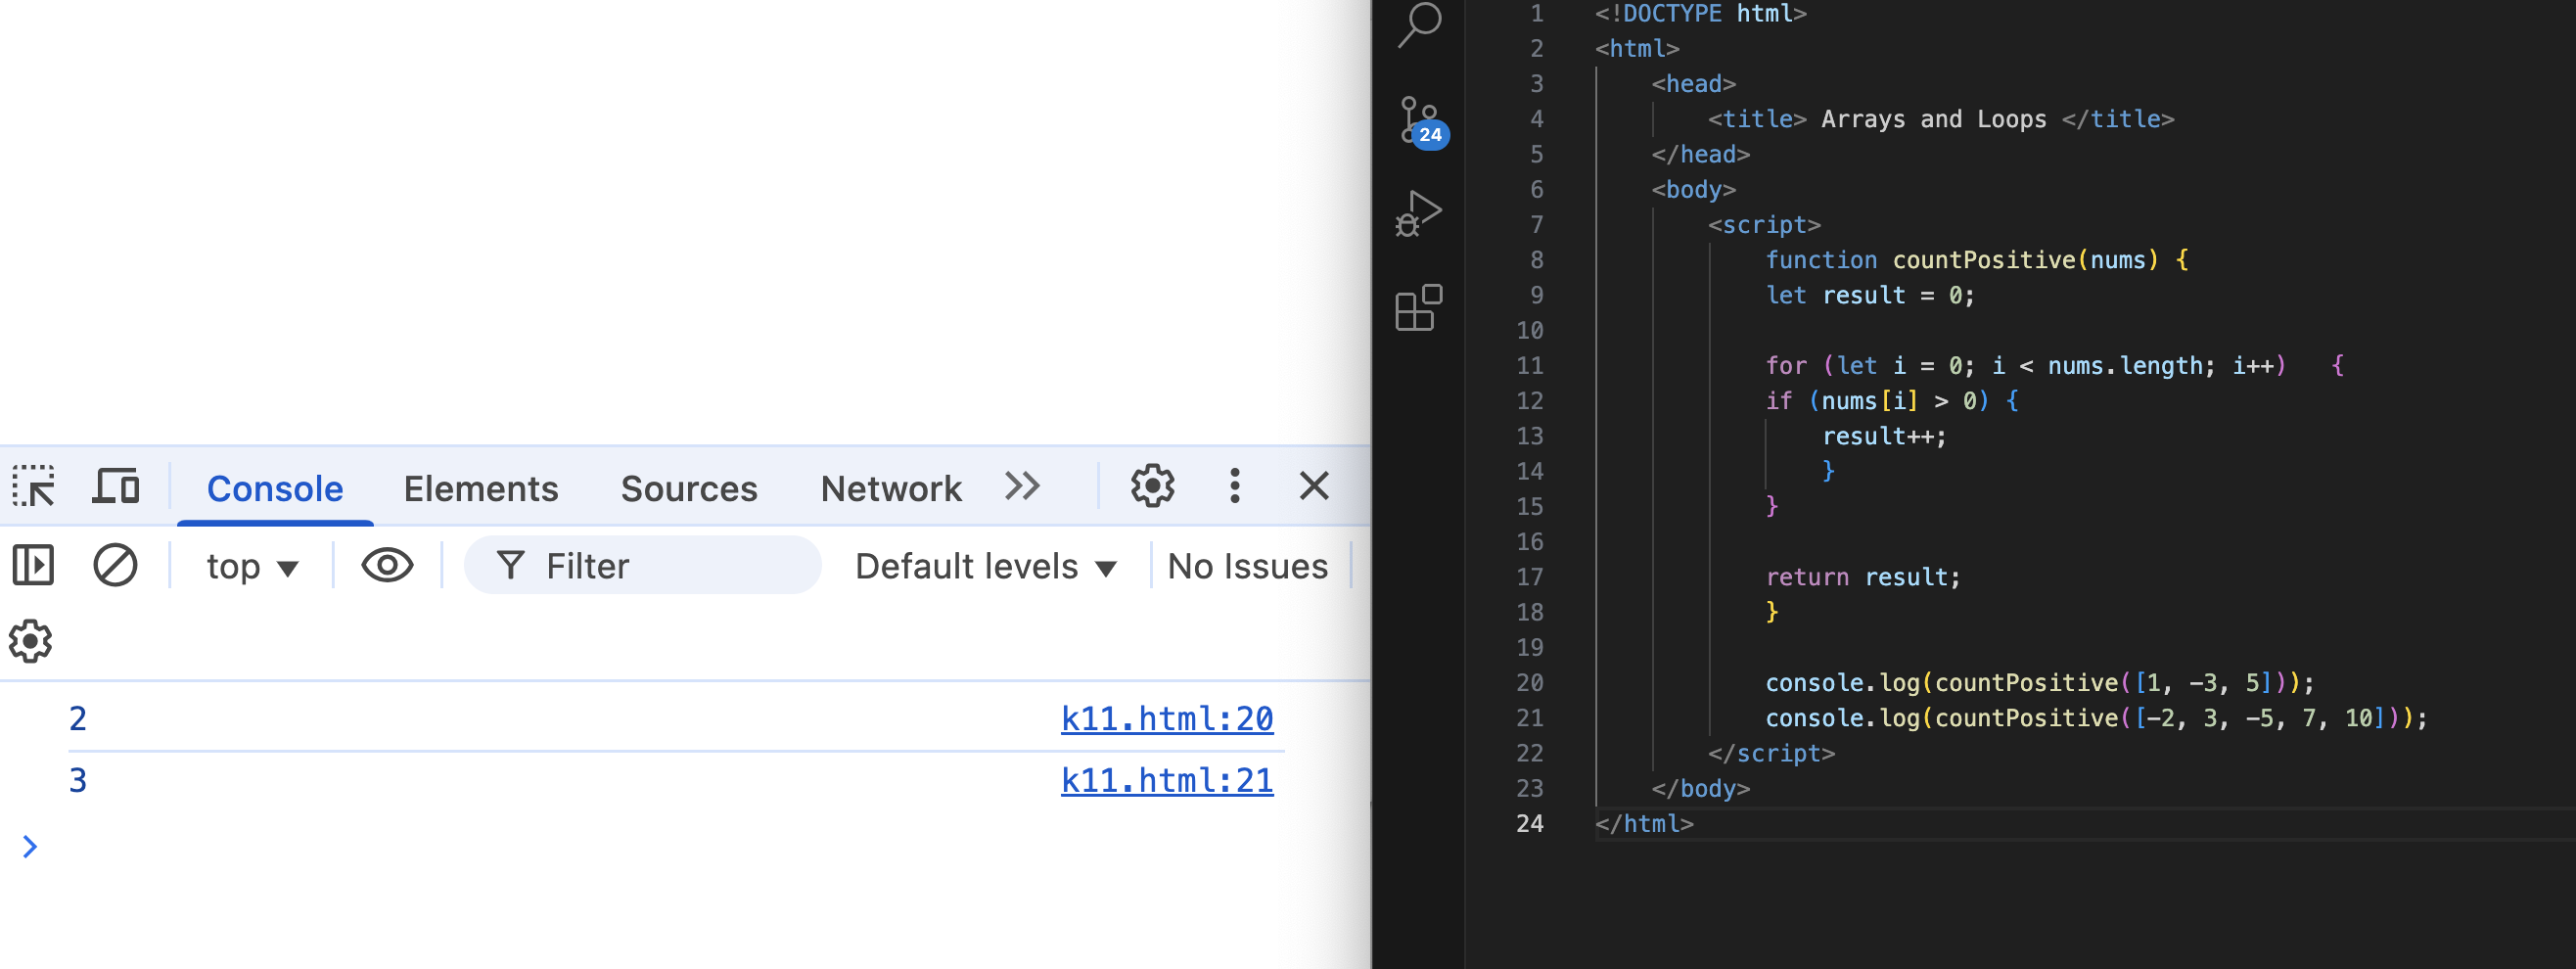 Console Elements Sources Network
top Filter Default levels No Issues
2 k11.html:20
3 k11.html:21
24
1 <!DOCTYPE html>
2 <html>
3 <head>
4 <title> Arrays and Loops </title>
5 </head>
6 <body>
7 <script>
8 function countPositive(nums) {
9 let result = 0;
10
11 for (let i = 0; i < nums.length; i++)   {
12 if (nums[i] > 0) {
13 result++;
14 }
15 }
16
17 return result;
18 }
19
20 console.log(countPositive([1, -3, 5]));
21 console.log(countPositive([-2, 3, -5, 7, 10]));
22 </script>
23 </body>
24 </html>